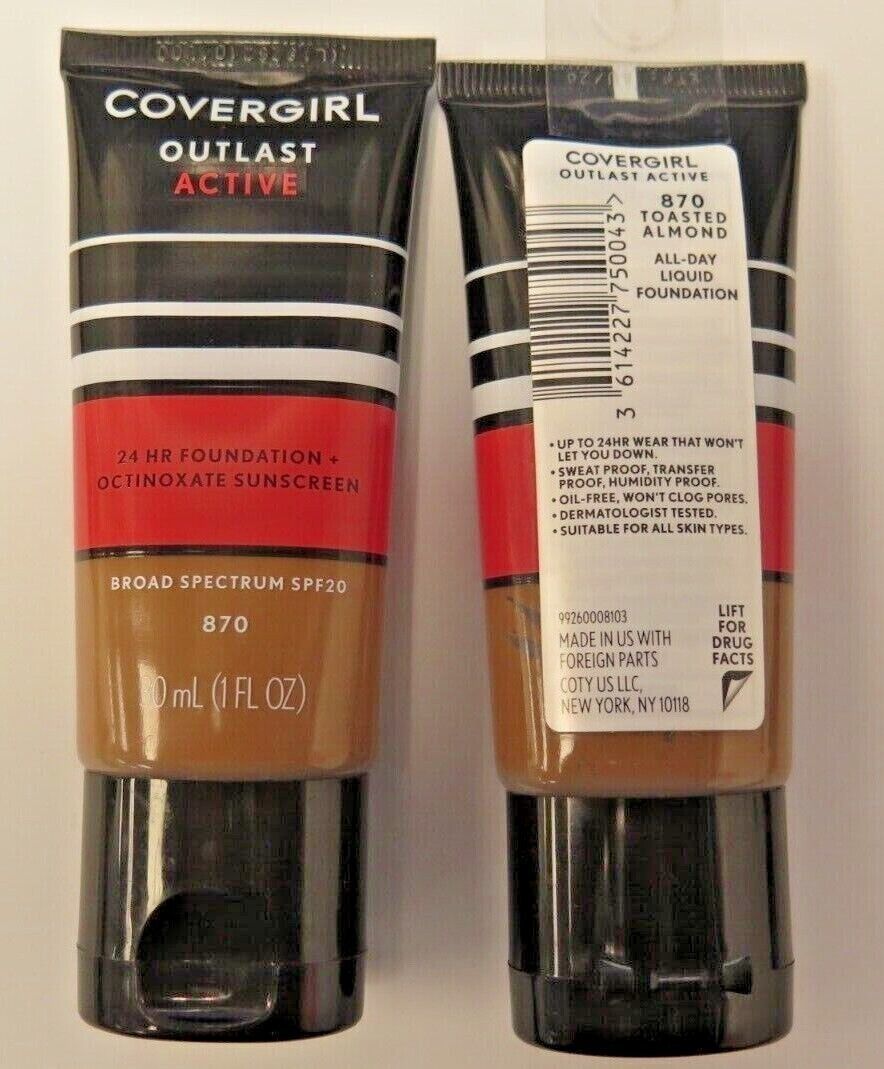 COVERGIRL
OUTLAST
ACTIVE
24 HR FOUNDATION +
OCTINOXATE SUNSCREEN
BROAD SPECTRUM SPF20
870
30 mL (1 FL OZ)
COVERGIRL
OUTLAST ACTIVE
870
TOASTED
ALMOND
ALL-DAY
LIQUID
FOUNDATION
3 614227 750043 >
• UP TO 24HR WEAR THAT WON'T
LET YOU DOWN.
• SWEAT PROOF, TRANSFER
PROOF, HUMIDITY PROOF.
• OIL-FREE, WON'T CLOG PORES.
• DERMATOLOGIST TESTED.
• SUITABLE FOR ALL SKIN TYPES.
99260008103
MADE IN US WITH
FOREIGN PARTS
COTY US LLC,
NEW YORK, NY 10118
LIFT
FOR
DRUG
FACTS